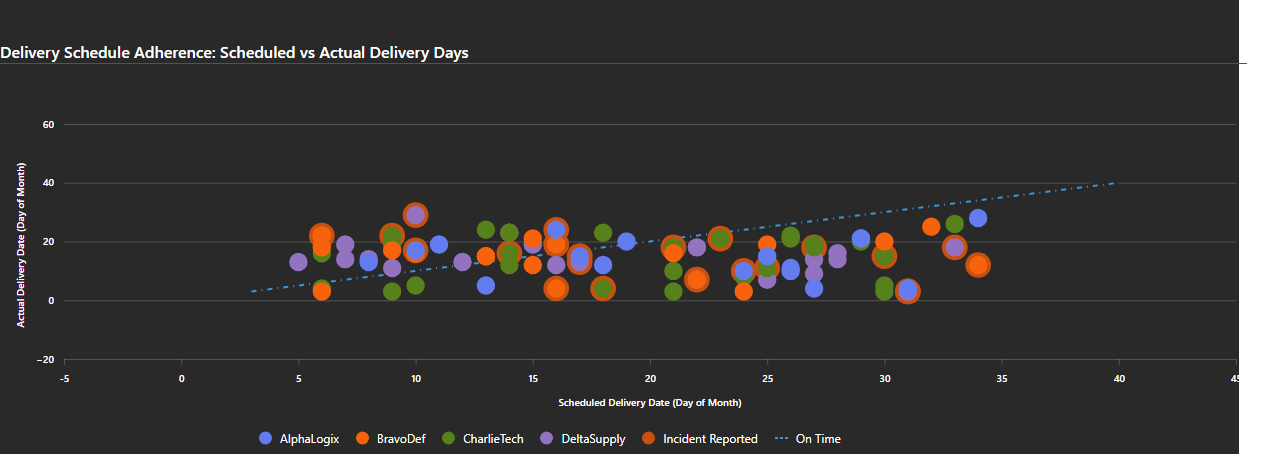 Delivery Schedule Adherence: Scheduled vs Actual Delivery Days
60
40
20
0
−20
Actual Delivery Date (Day of Month)
-5 0 5 10 15 20 25 30 35 40 45
Scheduled Delivery Date (Day of Month)
AlphaLogix BravoDef CharlieTech DeltaSupply Incident Reported On Time